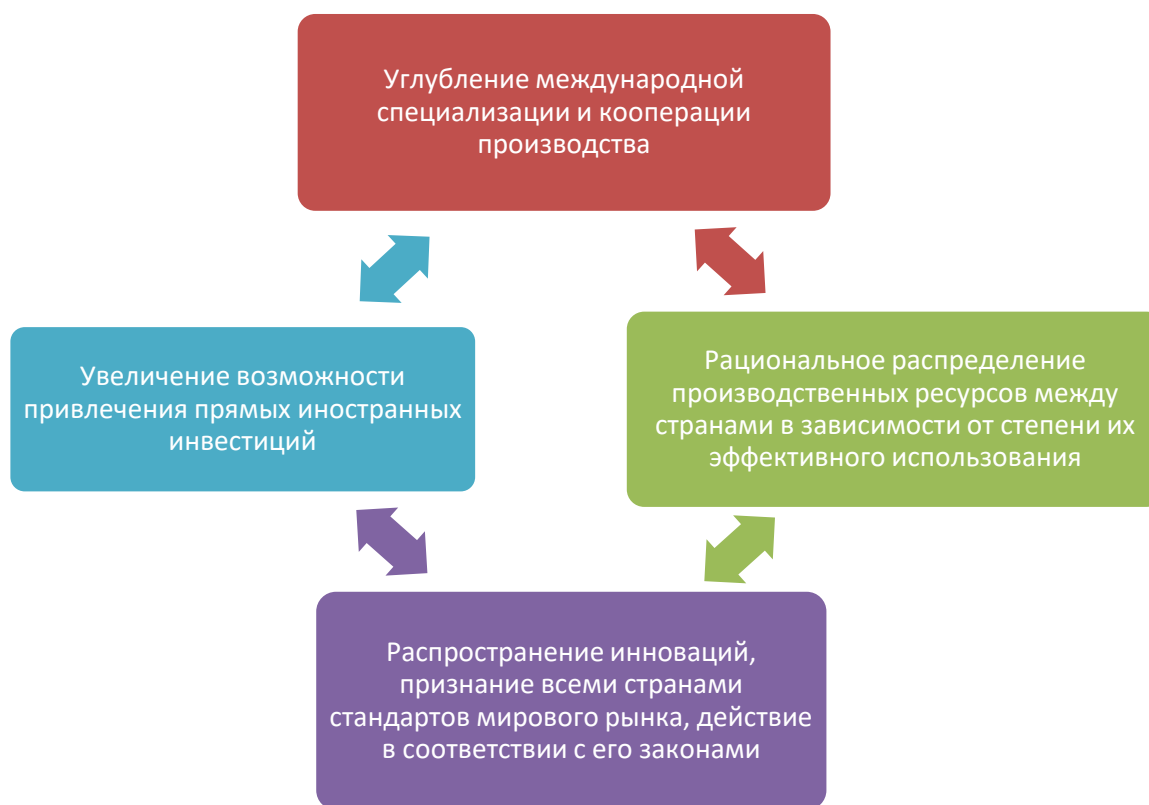 Углубление международной
специализации и кооперации
производства
Увеличение возможности
привлечения прямых иностранных
инвестиций
Рациональное распределение
производственных ресурсов между
странами в зависимости от степени их
эффективного использования
Распространение инноваций,
признание всеми странами
стандартов мирового рынка, действие
в соответствии с его законами